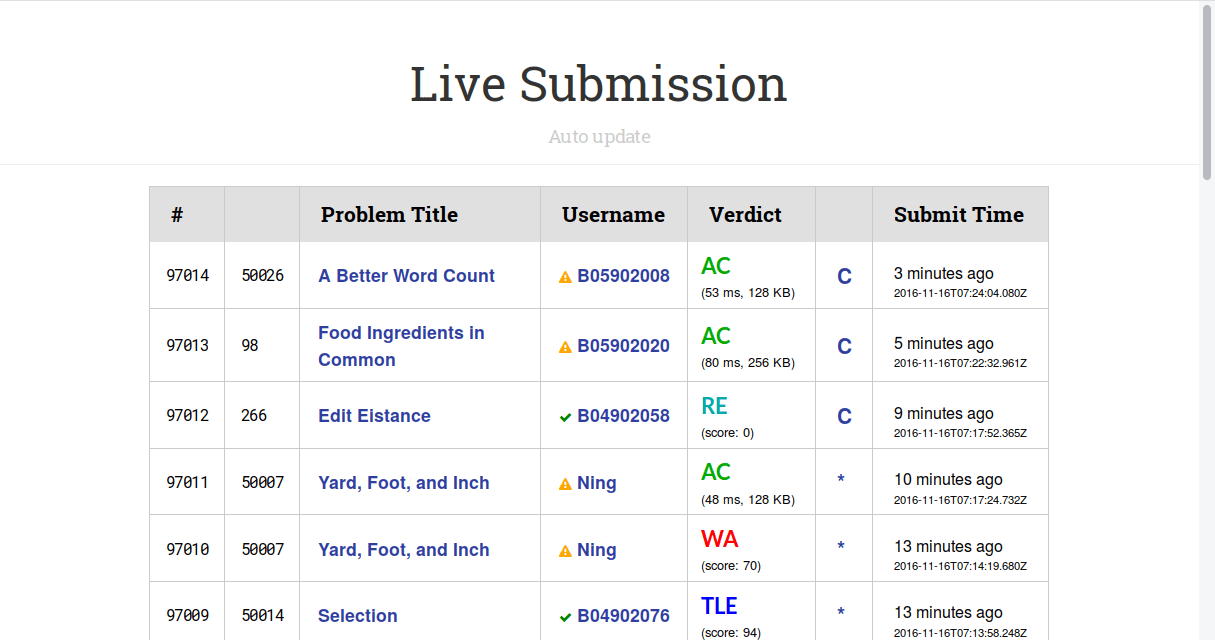 Live Submission
Auto update
# Problem Title Username Verdict Submit Time
97014 50026 A Better Word Count B05902008 AC (53 ms, 128 KB) C 3 minutes ago 2016-11-16T07:24:04.080Z
97013 98 Food Ingredients in Common B05902020 AC (80 ms, 256 KB) C 5 minutes ago 2016-11-16T07:22:32.961Z
97012 266 Edit Eistance B04902058 RE (score: 0) C 9 minutes ago 2016-11-16T07:17:52.365Z
97011 50007 Yard, Foot, and Inch Ning AC (48 ms, 128 KB) * 10 minutes ago 2016-11-16T07:17:24.732Z
97010 50007 Yard, Foot, and Inch Ning WA (score: 70) * 13 minutes ago 2016-11-16T07:14:19.680Z
97009 50014 Selection B04902076 TLE (score: 94) * 13 minutes ago 2016-11-16T07:13:58.248Z